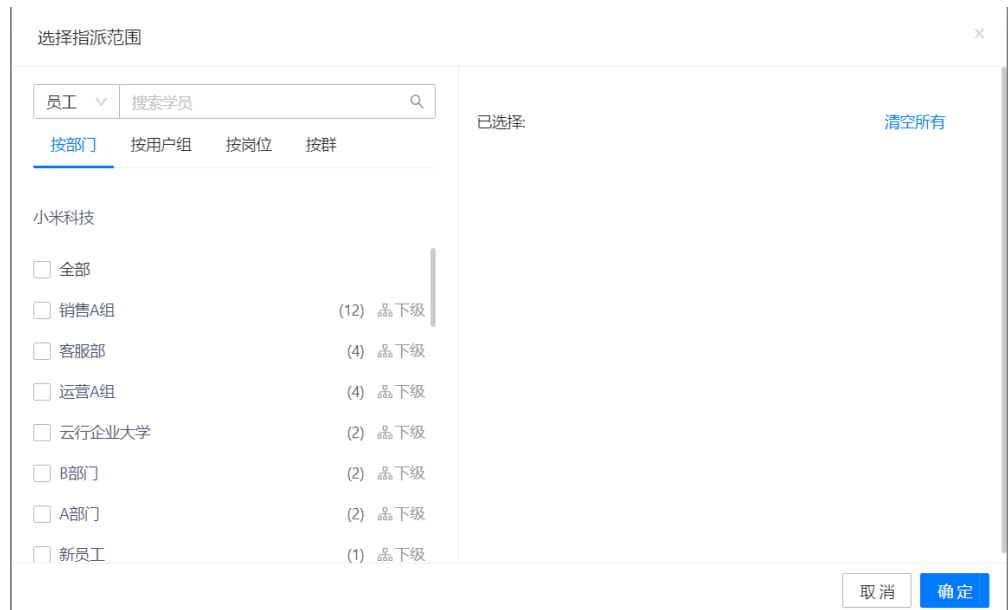 选择指派范围
员工 搜索学员
按部门 按用户组 按岗位 按群
小米科技
全部
销售A组 (12) 下级
客服部 (4) 下级
运营A组 (4) 下级
云行企业大学 (2) 下级
B部门 (2) 下级
A部门 (2) 下级
新员工 (1) 下级
已选择: 清空所有
取消 确定